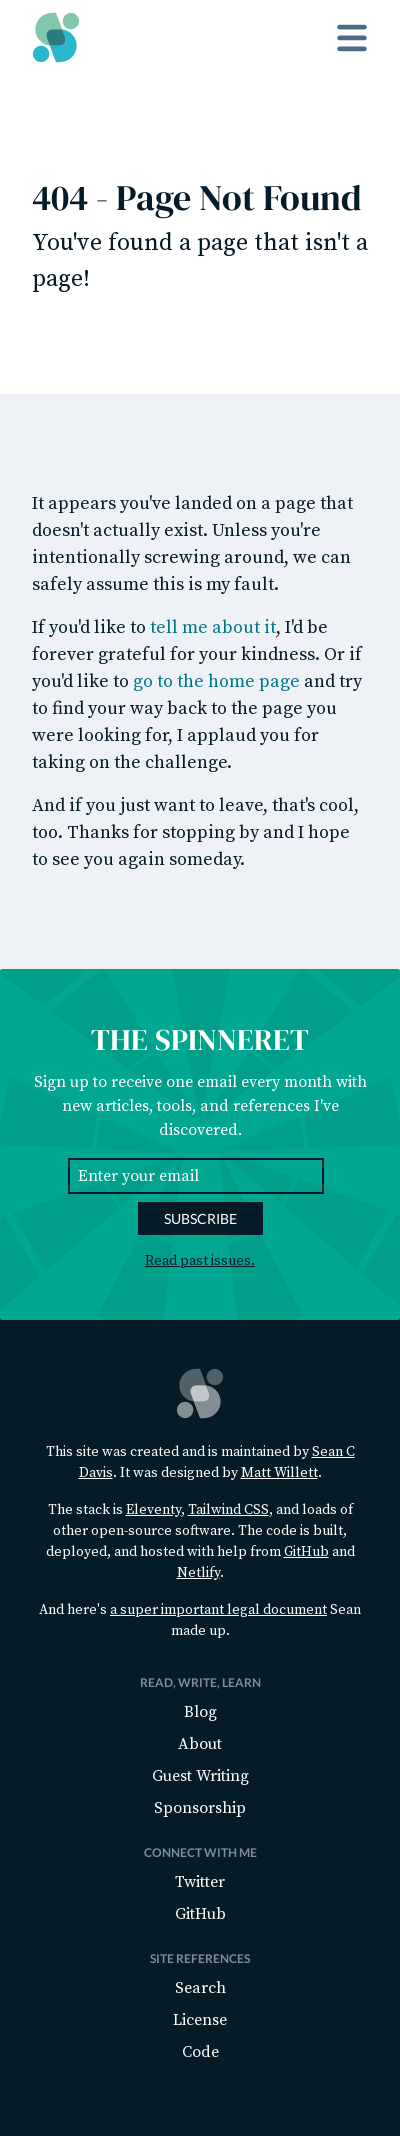 404 - Page Not Found
You've found a page that isn't a
page!
It appears you've landed on a page that
doesn't actually exist. Unless you're
intentionally screwing around, we can
safely assume this is my fault.
If you'd like to tell me about it, I'd be
forever grateful for your kindness. Or if
you'd like to go to the home page and try
to find your way back to the page you
were looking for, I applaud you for
taking on the challenge.
And if you just want to leave, that's cool,
too. Thanks for stopping by and I hope
to see you again someday.
THE SPINNERET
Sign up to receive one email every month with
new articles, tools, and references I've
discovered.
Enter your email
SUBSCRIBE
Read past issues.
This site was created and is maintained by Sean C
Davis. It was designed by Matt Willett.
The stack is Eleventy, Tailwind CSS, and loads of
other open-source software. The code is built,
deployed, and hosted with help from GitHub and
Netlify.
And here's a super important legal document Sean
made up.
READ, WRITE, LEARN
Blog
About
Guest Writing
Sponsorship
CONNECT WITH ME
Twitter
GitHub
SITE REFERENCES
Search
License
Code